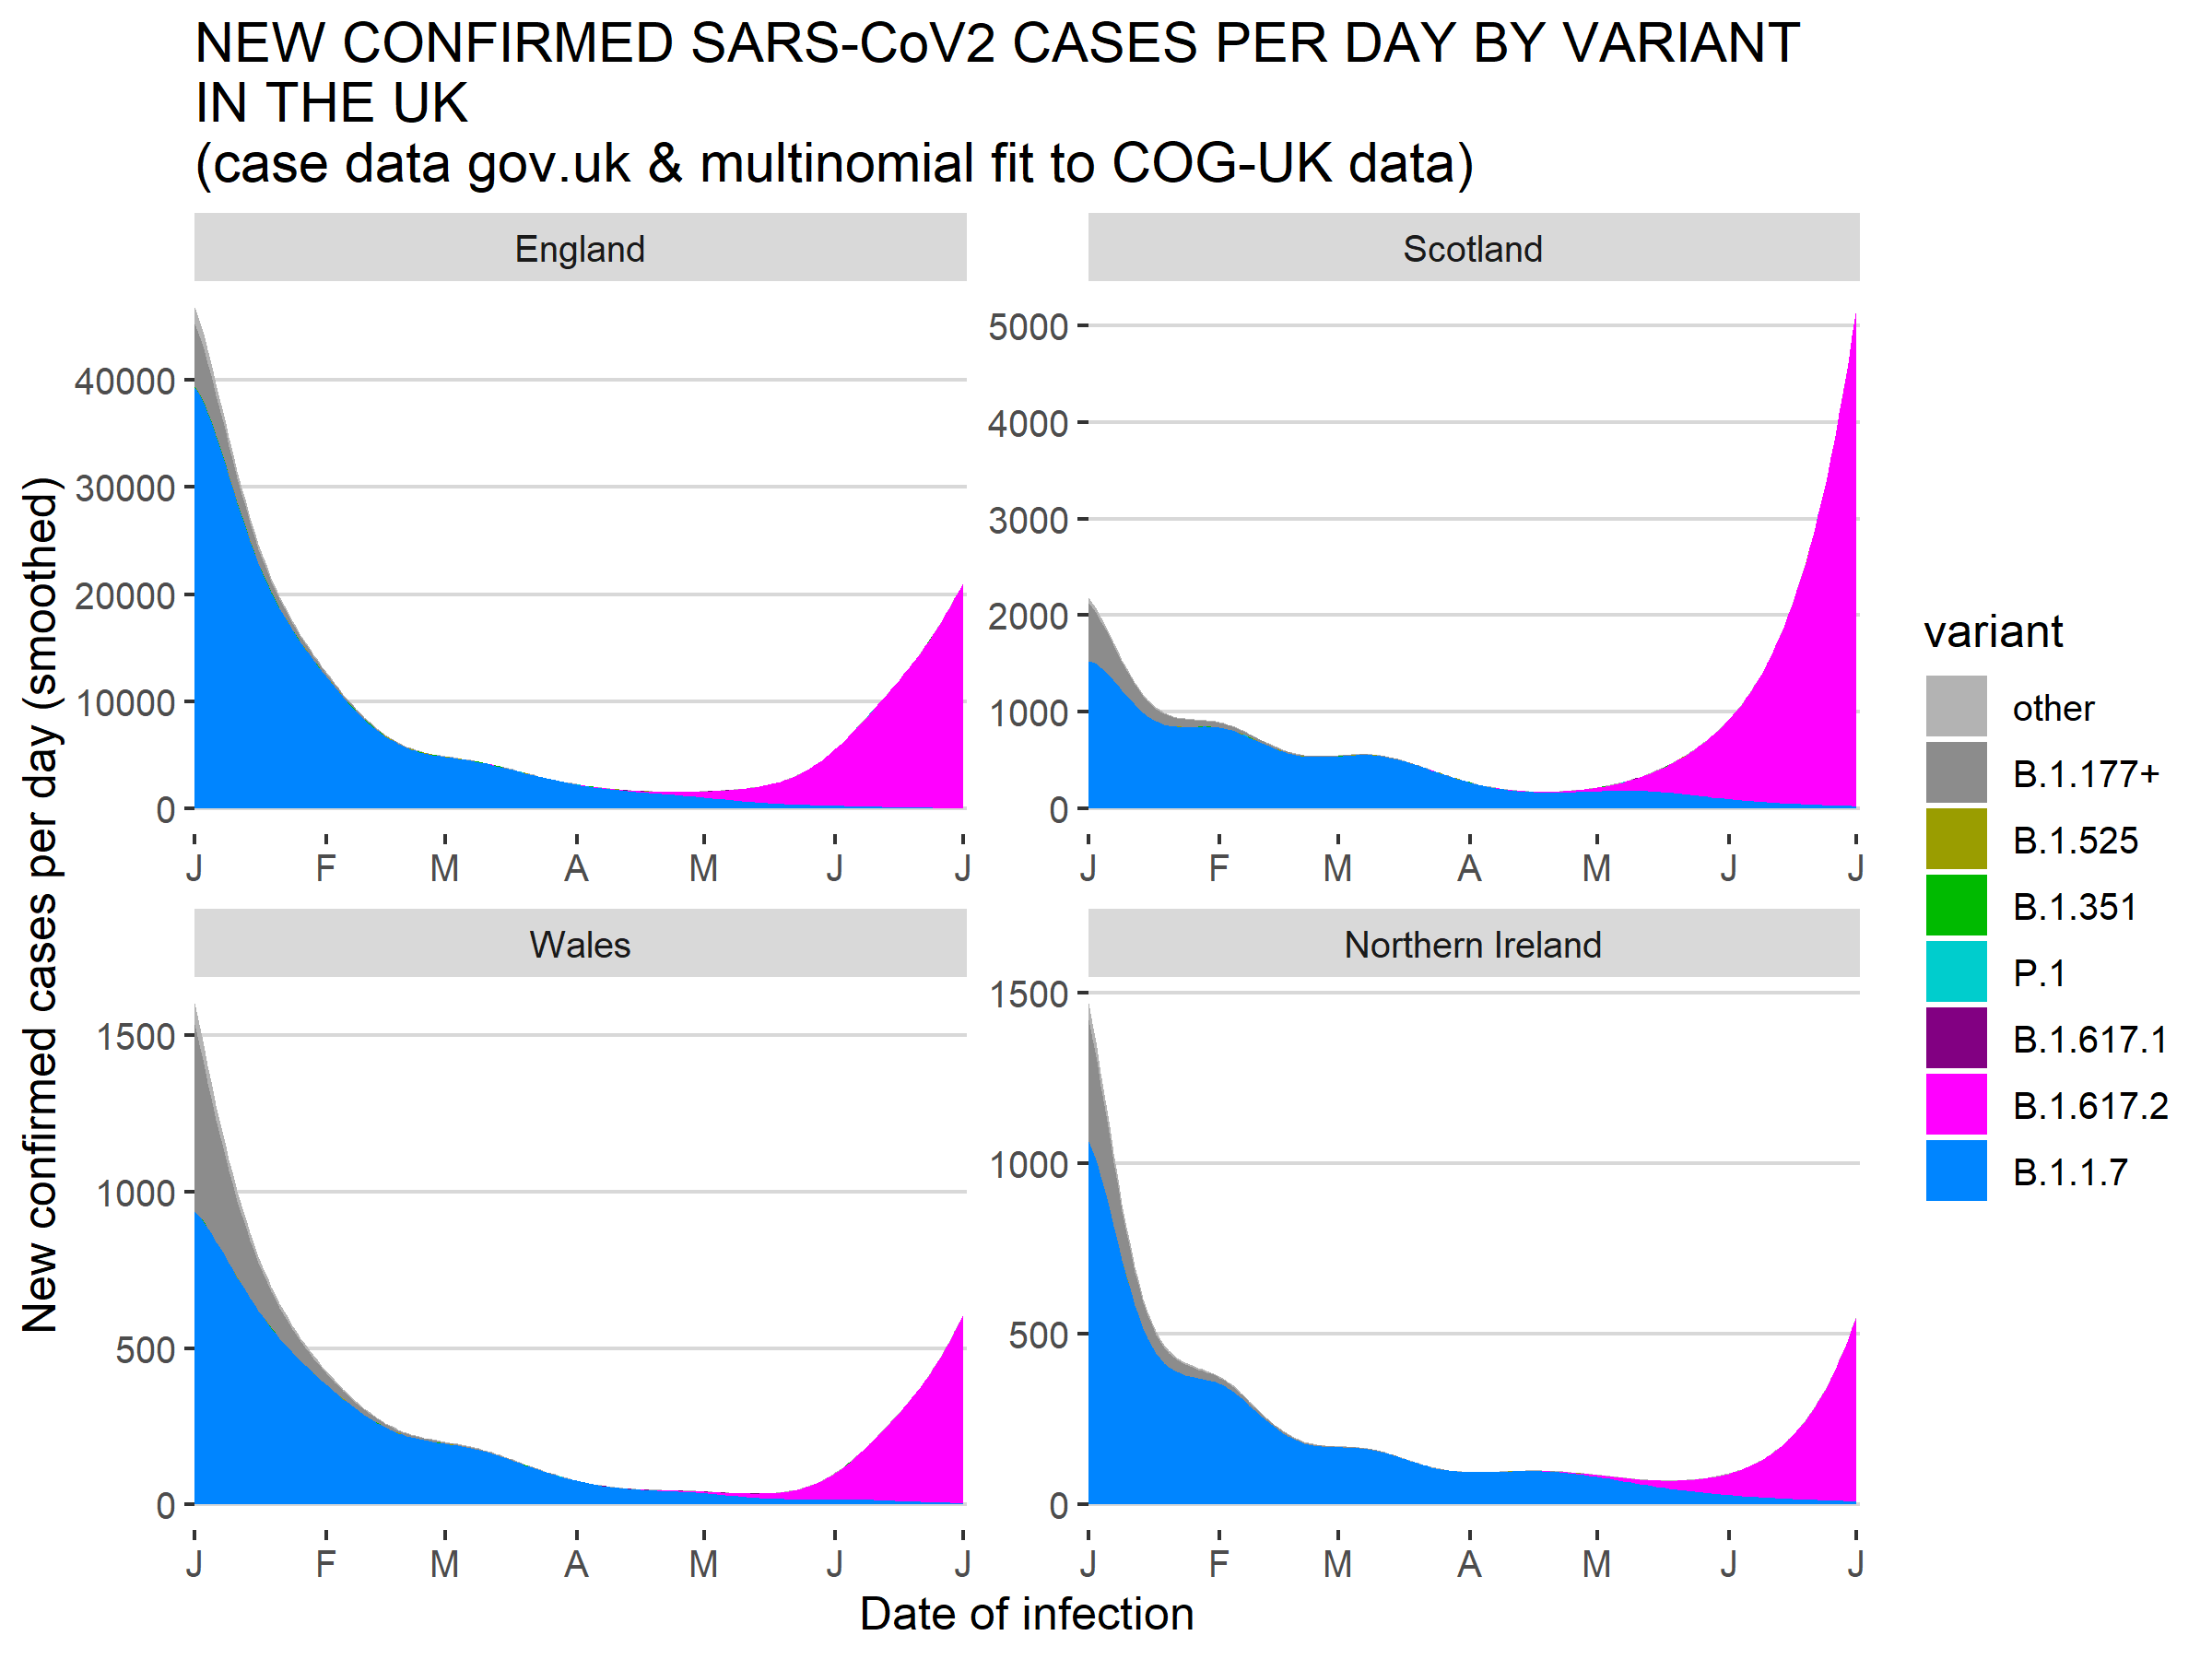 NEW CONFIRMED SARS-CoV2 CASES PER DAY BY VARIANT
IN THE UK
(case data gov.uk & multinomial fit to COG-UK data)
New confirmed cases per day (smoothed)
England
40000
30000
20000
10000
0
J F M A M J J
Scotland
5000
4000
3000
2000
1000
0
J F M A M J J
Wales
1500
1000
500
0
J F M A M J J
Northern Ireland
1500
1000
500
0
J F M A M J J
Date of infection
variant
other
B.1.177+
B.1.525
B.1.351
P.1
B.1.617.1
B.1.617.2
B.1.1.7